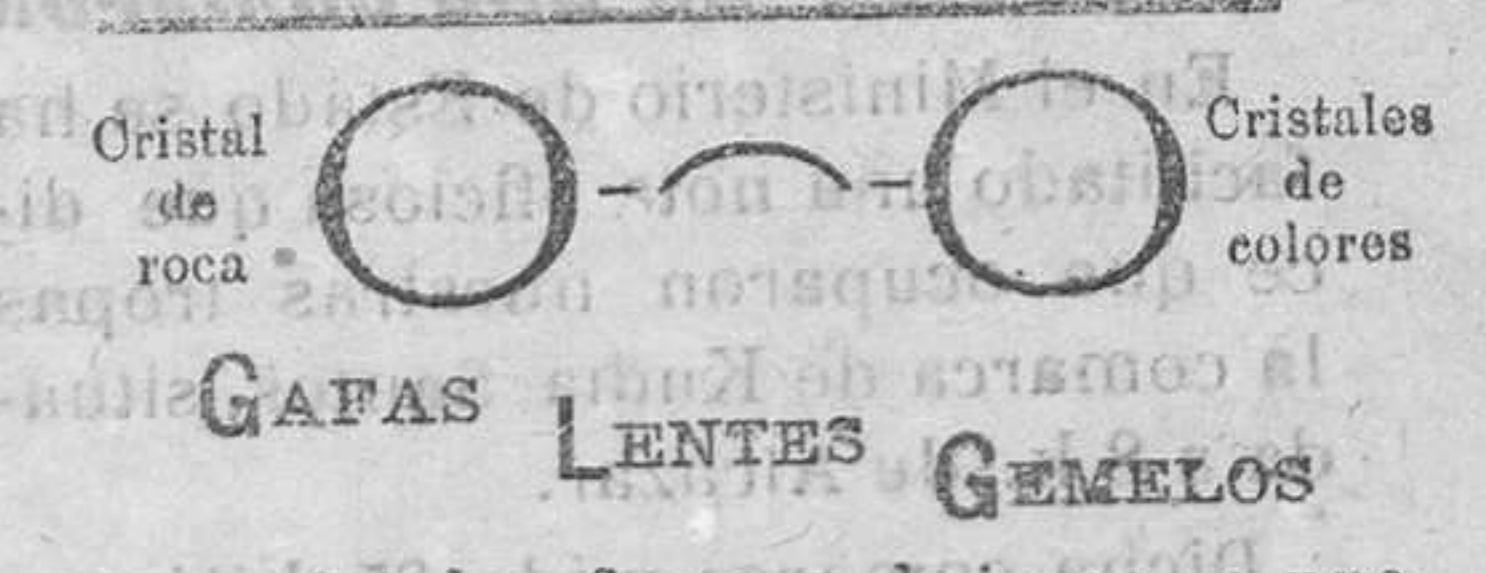 Cristal
de
roca
Cristales
de
colores
GAFAS
LENTES
GEMELOS